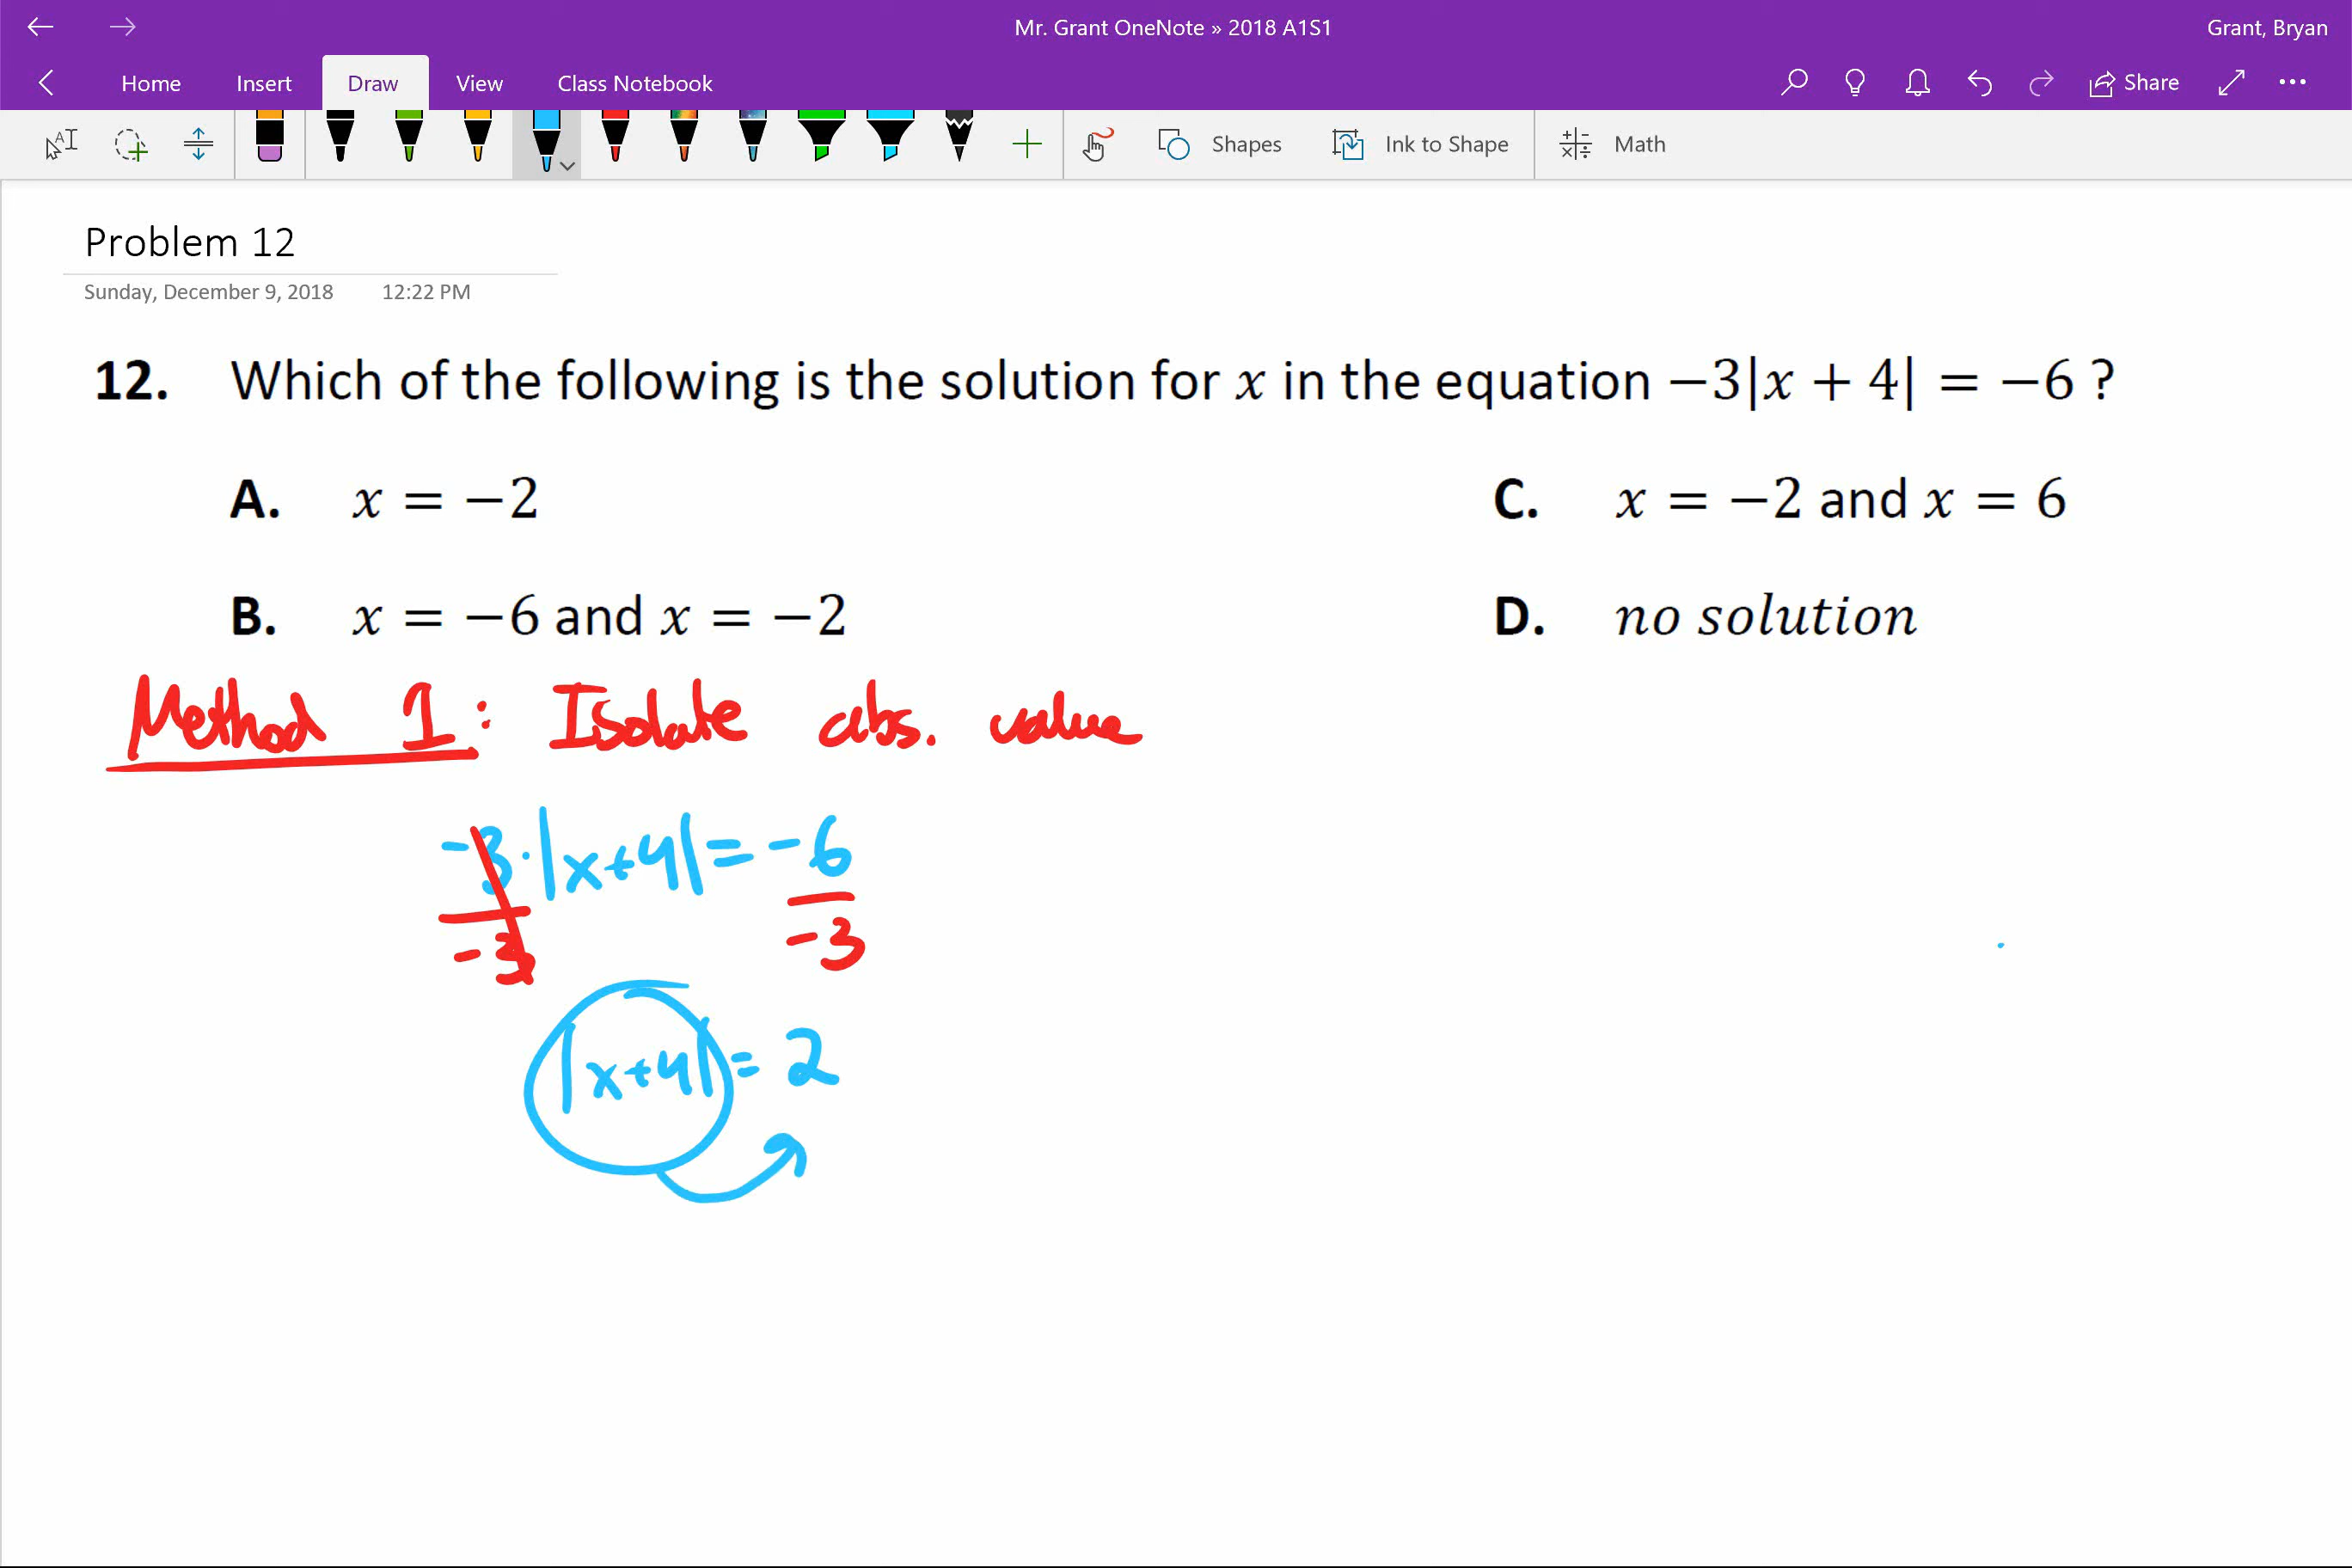 Mr. Grant OneNote » 2018 A1S1
Grant, Bryan
Home Insert Draw View Class Notebook Share
Shapes Ink to Shape Math
Problem 12
Sunday, December 9, 2018 12:22 PM
12. Which of the following is the solution for x in the equation −3|x + 4| = −6 ?
A. x = −2
C. x = −2 and x = 6
B. x = −6 and x = −2
D. no solution
Method 1: Isolate abs. value
-3·|x+4|=-6
-3 -3
|x+4|=2